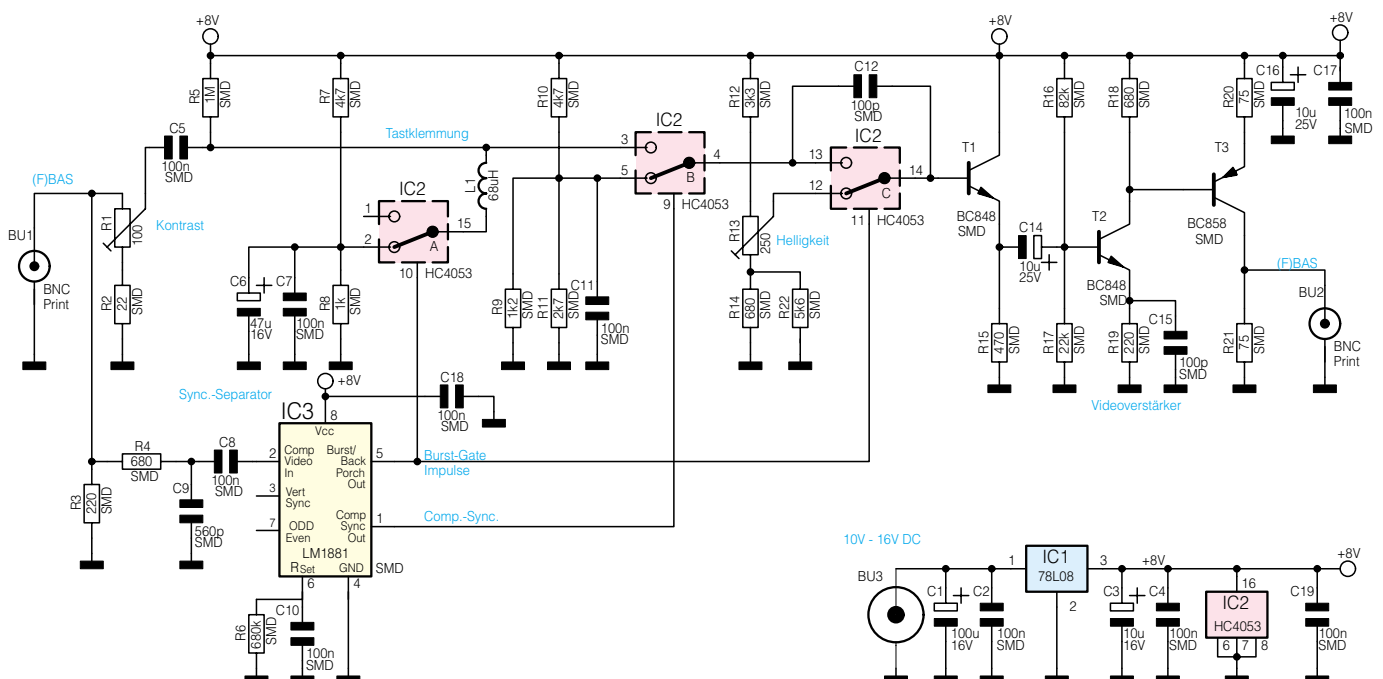 +8V
+8V
+8V
R5
1M
SMD
R7
4k7
SMD
R10
4k7
SMD
R12
3k3
SMD
C12
100p
SMD
R16
82k
SMD
R18
680
SMD
R20
75
SMD
C16
+
10u
25V
C17
100n
SMD
C5
100n
SMD
Tastklemmung
IC2
3
4
5
B
9
HC4053
IC2
13
14
12
C
11
HC4053
T1
BC848
SMD
T3
BC858
SMD
(F)BAS
R1
100
Kontrast
L1
68uH
IC2
1
15
2
A
10
HC4053
R13
250
Helligkeit
C14
10u
25V
+
T2
BC848
SMD
(F)BAS
BU1
BNC
Print
R2
22
SMD
C6
+
47u
16V
C7
100n
SMD
R8
1k
SMD
R9
1k2
SMD
R11
2k7
SMD
C11
100n
SMD
R14
680
SMD
R22
5k6
SMD
R15
470
SMD
R17
22k
SMD
R19
220
SMD
C15
100p
SMD
R21
75
SMD
BU2
BNC
Print
Videoverstärker
Sync.-Separator
+8V
C18
100n
SMD
IC3
8
Vcc
R4
680
SMD
C8
100n
SMD
2
Comp
Video
In
Burst/
Back
Porch
Out
5
Burst-Gate
Impulse
R3
220
SMD
C9
560p
SMD
3
Vert
Sync
7
ODD
Even
Comp
Sync
Out
1
Comp.-Sync.
LM1881
SMD
RSet
GND
6
4
R6
680k
SMD
C10
100n
SMD
10V - 16V DC
BU3
C1
+
100u
16V
C2
100n
SMD
1
IC1
78L08
3
2
+8V
C3
+
10u
16V
C4
100n
SMD
16
IC2
HC4053
6
7
8
C19
100n
SMD
+8V